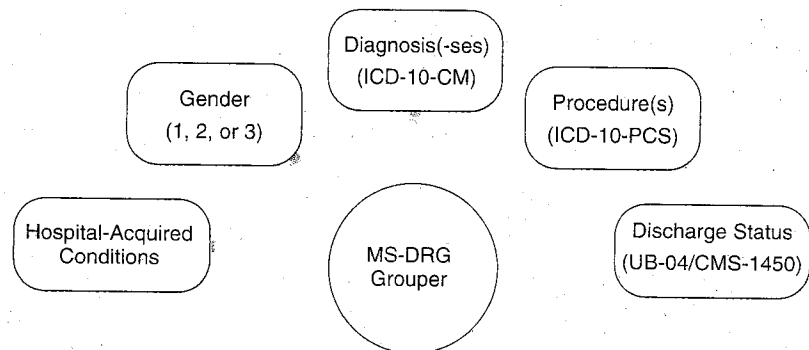 Diagnosis(-ses)
(ICD-10-CM)
Gender
(1, 2, or 3)
Procedure(s)
(ICD-10-PCS)
Hospital-Acquired
Conditions
MS-DRG
Grouper
Discharge Status
(UB-04/CMS-1450)